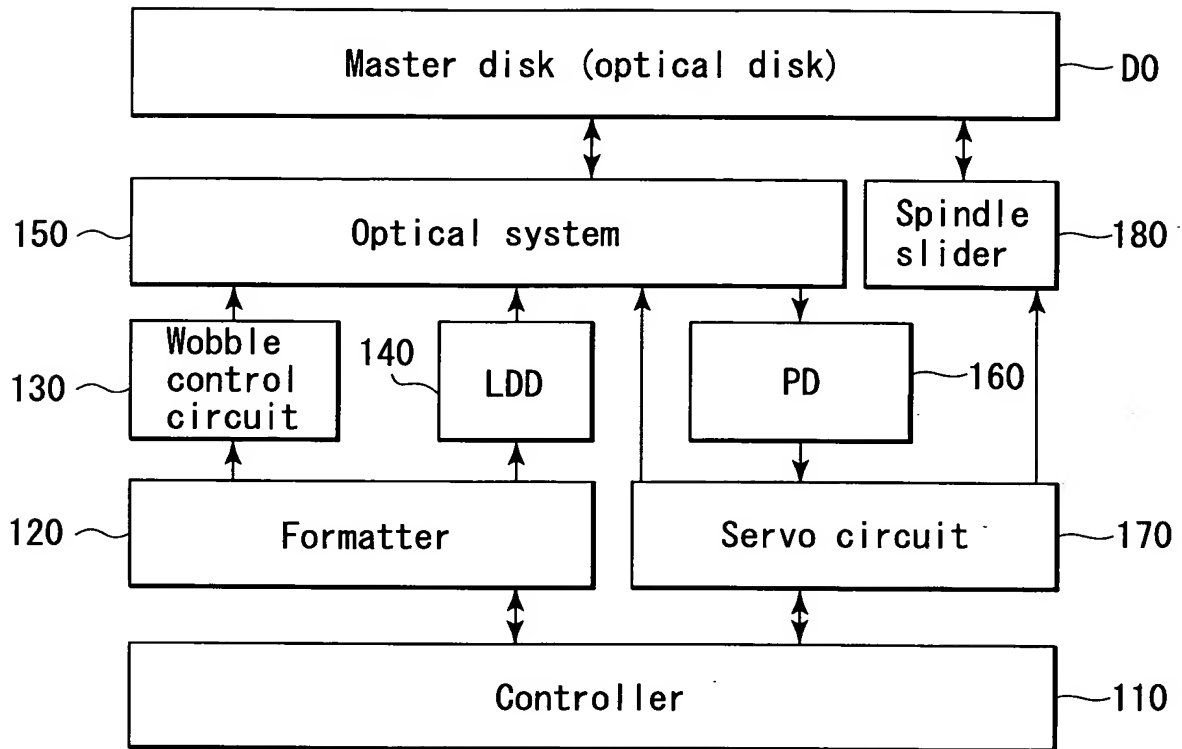 Master disk (optical disk)
D0
150
Optical system
Spindle
slider
180
130
Wobble
control
circuit
140
LDD
PD
160
120
Formatter
Servo circuit
170
Controller
110